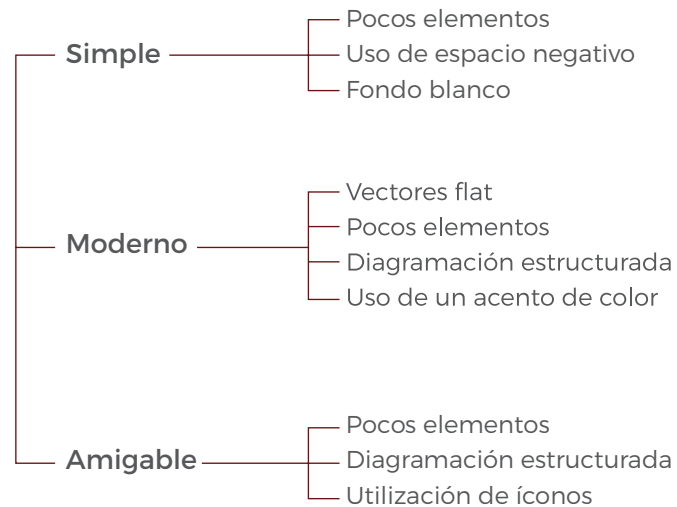 Simple
Pocos elementos
Uso de espacio negativo
Fondo blanco
Moderno
Vectores flat
Pocos elementos
Diagramación estructurada
Uso de un acento de color
Amigable
Pocos elementos
Diagramación estructurada
Utilización de íconos